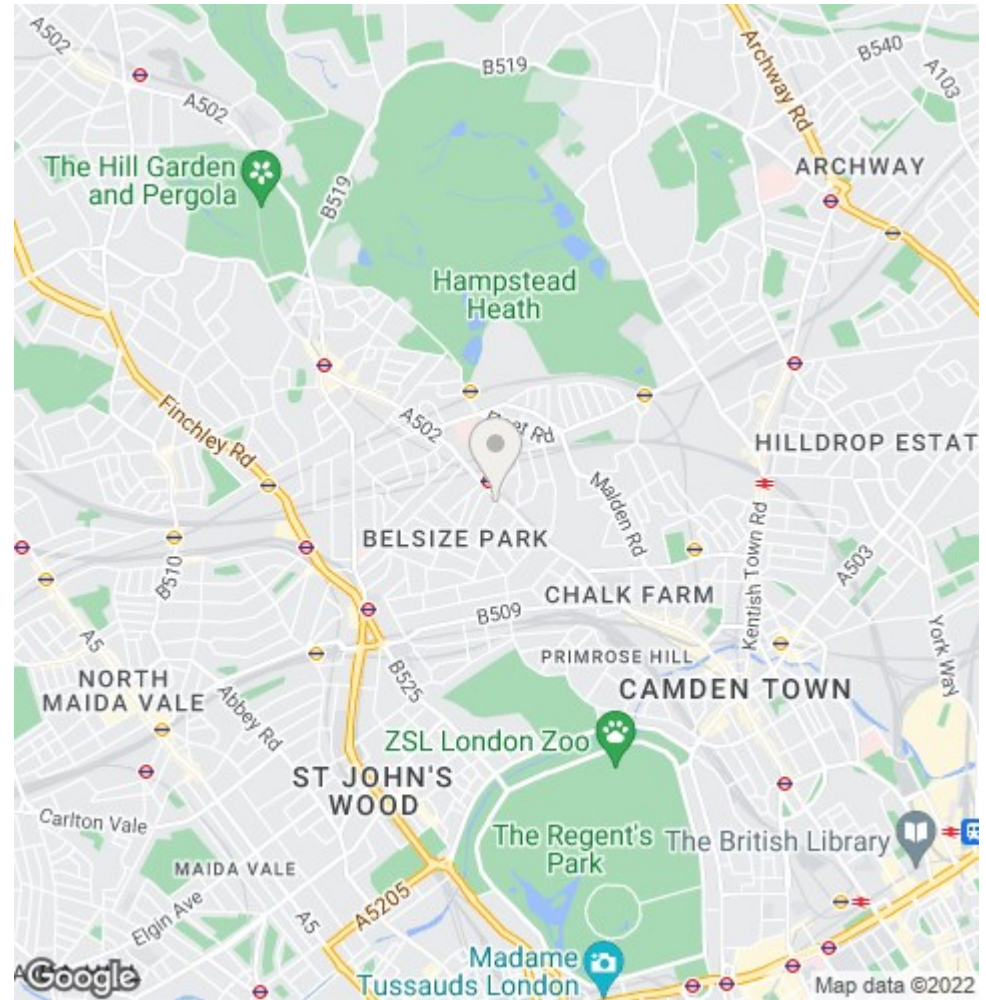 A502
B519
B540
A103
Archway Rd
A502
The Hill Garden
and Pergola
B519
ARCHWAY
Hampstead
Heath
Finchley Rd
A502
HILLDROP ESTAT
Malden Rd
BELSIZE PARK
B510
Kentish Town Rd
A503
CHALK FARM
B509
York Way
A5
PRIMROSE HILL
NORTH
MAIDA VALE
B525
CAMDEN TOWN
Abbey Rd
ZSL London Zoo
ST JOHN'S
WOOD
Carlton Vale
The Regent's
Park
The British Library
MAIDA VALE
A5205
Elgin Ave
A5
Madame
Tussauds London
Google
Map data ©2022